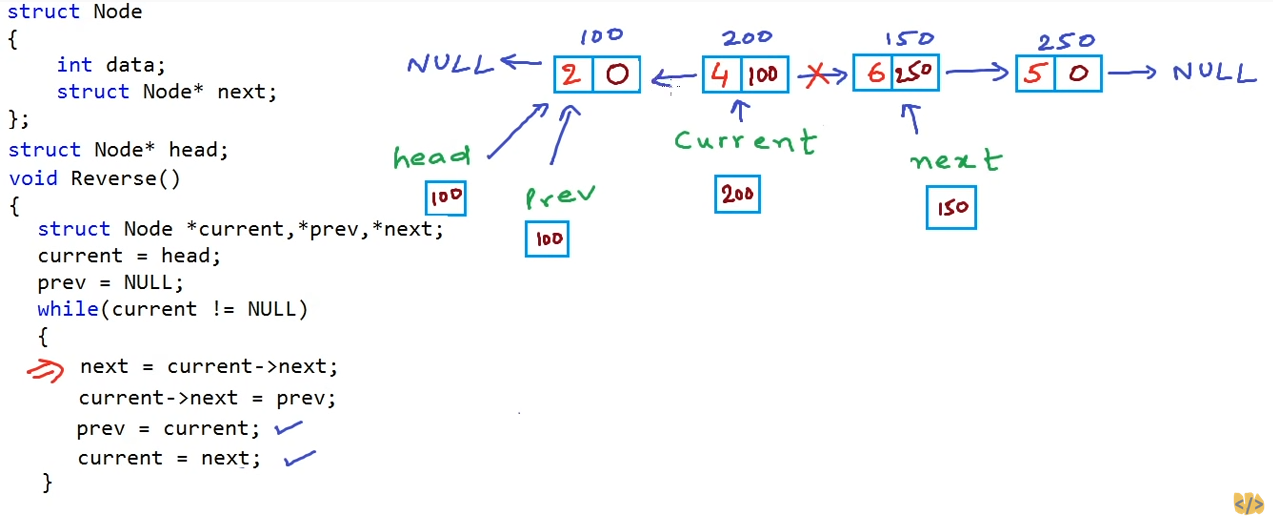 struct Node
{
int data;
struct Node* next;
};
struct Node* head;
void Reverse()
{
struct Node *current,*prev,*next;
current = head;
prev = NULL;
while(current != NULL)
{
next = current->next;
current->next = prev;
prev = current;
current = next;
}
100 200 150 250
NULL 2 0 4 100 6 250 5 0 NULL
head Prev Current next
100 100 200 150
</>